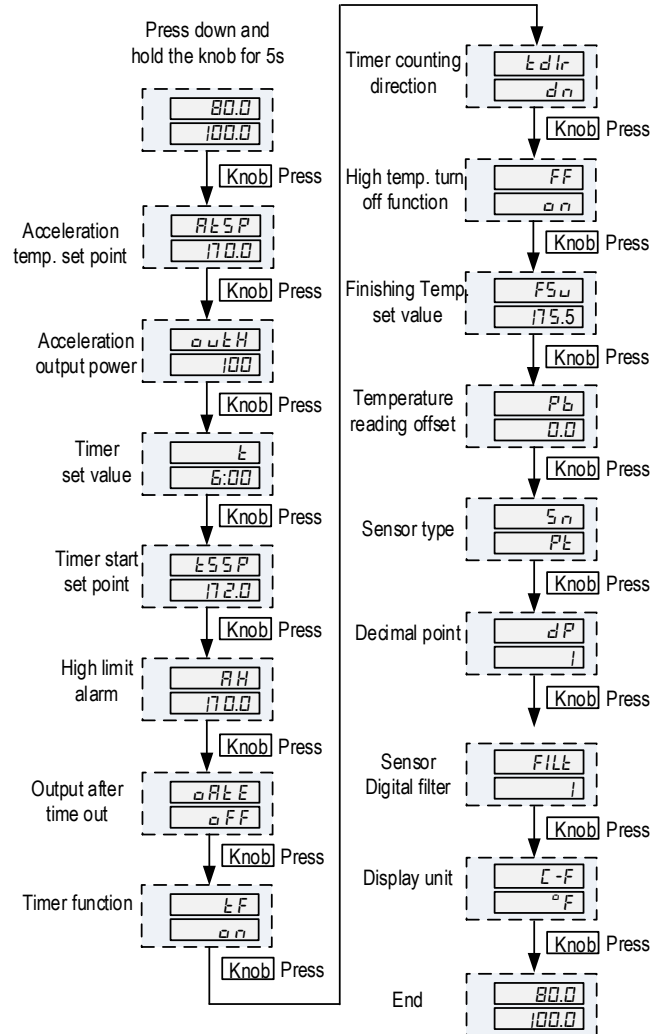 Press down and
hold the knob for 5s
80.0
100.0
Knob Press
Acceleration
temp. set point
AtSP
170.0
Knob Press
Acceleration
output power
outH
100
Knob Press
Timer
set value
t
6:00
Knob Press
Timer start
set point
tSSP
172.0
Knob Press
High limit
alarm
AH
170.0
Knob Press
Output after
time out
oAtE
oFF
Knob Press
Timer function
tF
on
Knob Press
Timer counting
direction
tdIr
dn
Knob Press
High temp. turn
off function
FF
on
Knob Press
Finishing Temp.
set value
FSu
175.5
Knob Press
Temperature
reading offset
Pb
0.0
Knob Press
Sensor type
Sn
Pt
Knob Press
Decimal point
dP
1
Knob Press
Sensor
Digital filter
FILt
1
Knob Press
Display unit
C-F
°F
Knob Press
End
80.0
100.0